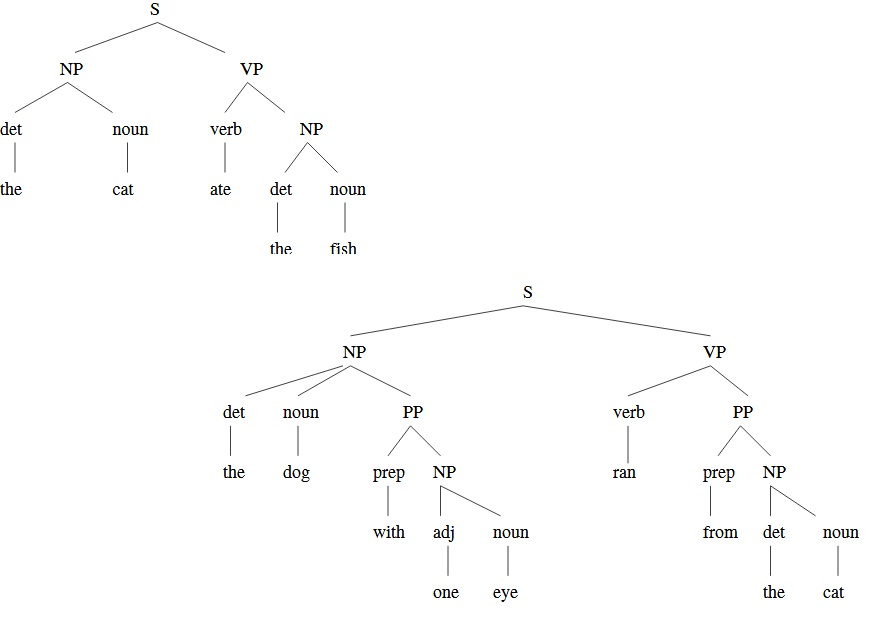 S
NP VP
det noun verb NP
the cat ate det noun
the fish
S
NP VP
det noun PP verb PP
the dog prep NP ran prep NP
with adj noun from det noun
one eye the cat